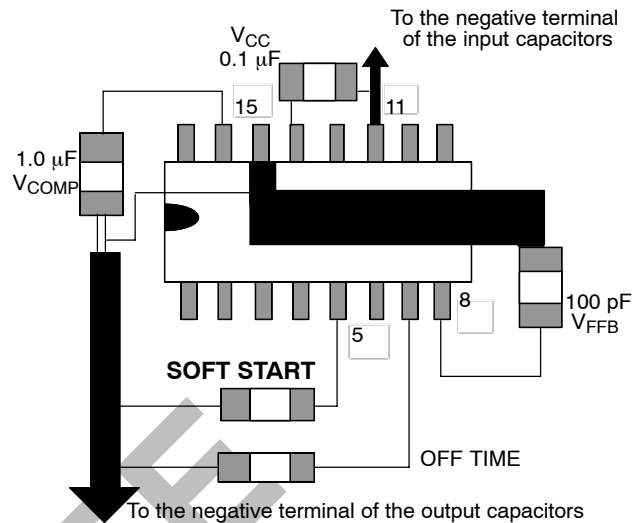 To the negative terminal
of the input capacitors
VCC
0.1 μF
15
11
1.0 μF
VCOMP
8
100 pF
VFFB
5
SOFT START
OFF TIME
To the negative terminal of the output capacitors